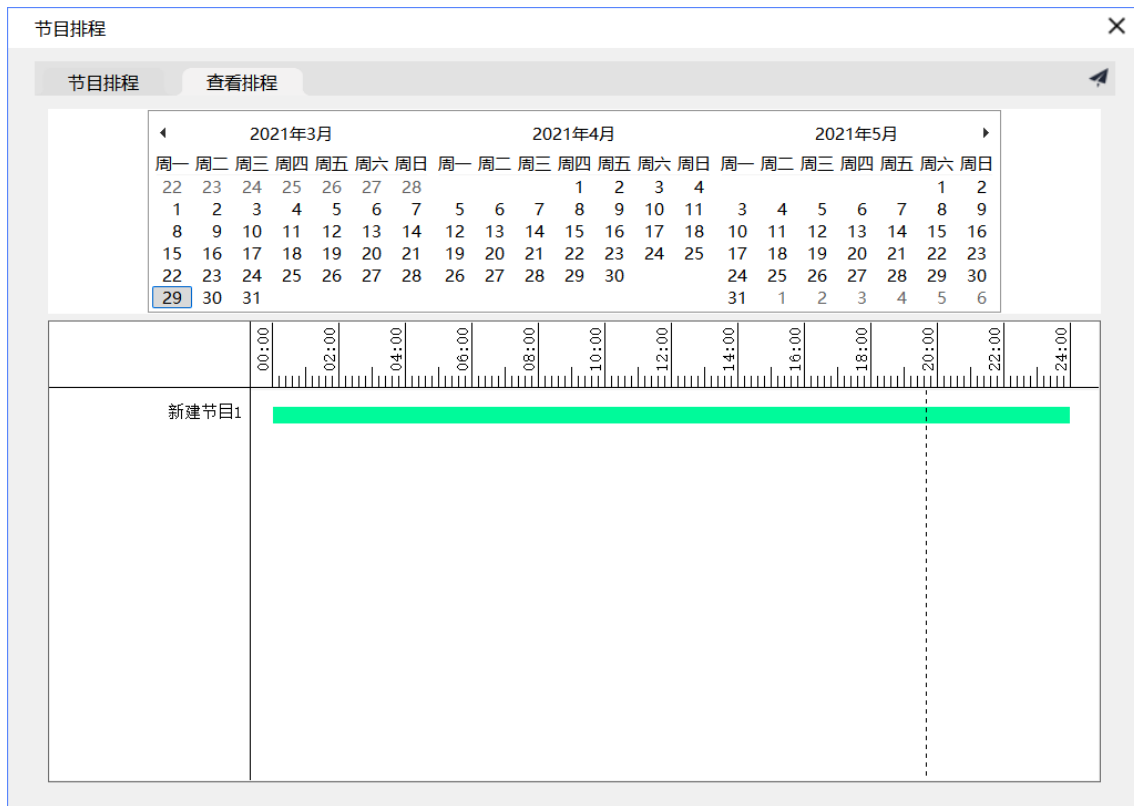 节目排程
节目排程 查看排程
2021年3月 2021年4月 2021年5月
周一 周二 周三 周四 周五 周六 周日 周一 周二 周三 周四 周五 周六 周日 周一 周二 周三 周四 周五 周六 周日
22 23 24 25 26 27 28 1 2 3 4 1 2
1 2 3 4 5 6 7 5 6 7 8 9 10 11 3 4 5 6 7 8 9
8 9 10 11 12 13 14 12 13 14 15 16 17 18 10 11 12 13 14 15 16
15 16 17 18 19 20 21 19 20 21 22 23 24 25 17 18 19 20 21 22 23
22 23 24 25 26 27 28 26 27 28 29 30 24 25 26 27 28 29 30
29 30 31 31 1 2 3 4 5 6
00:00 02:00 04:00 06:00 08:00 10:00 12:00 14:00 16:00 18:00 20:00 22:00 24:00
新建节目1